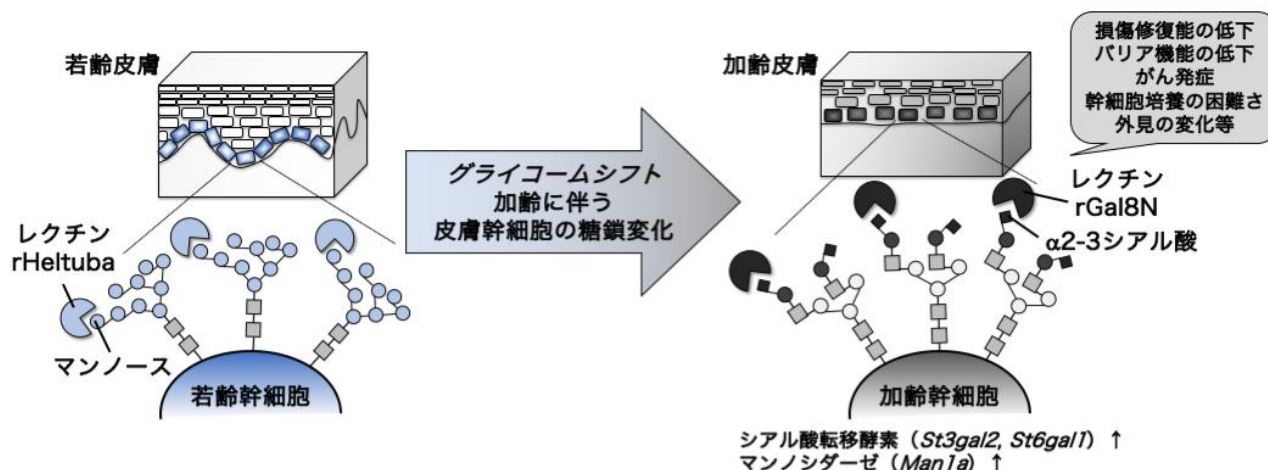 若齢皮膚
加齢皮膚
損傷修復能の低下
バリア機能の低下
がん発症
幹細胞培養の困難さ
外見の変化等
グライコームシフト
加齢に伴う
皮膚幹細胞の糖鎖変化
レクチン
rHeltuba
マンノース
若齢幹細胞
レクチン
rGal8N
α2-3シアル酸
加齢幹細胞
シアル酸転移酵素（St3gal2, St6gal1）↑
マンノシダーゼ（Man1a）↑